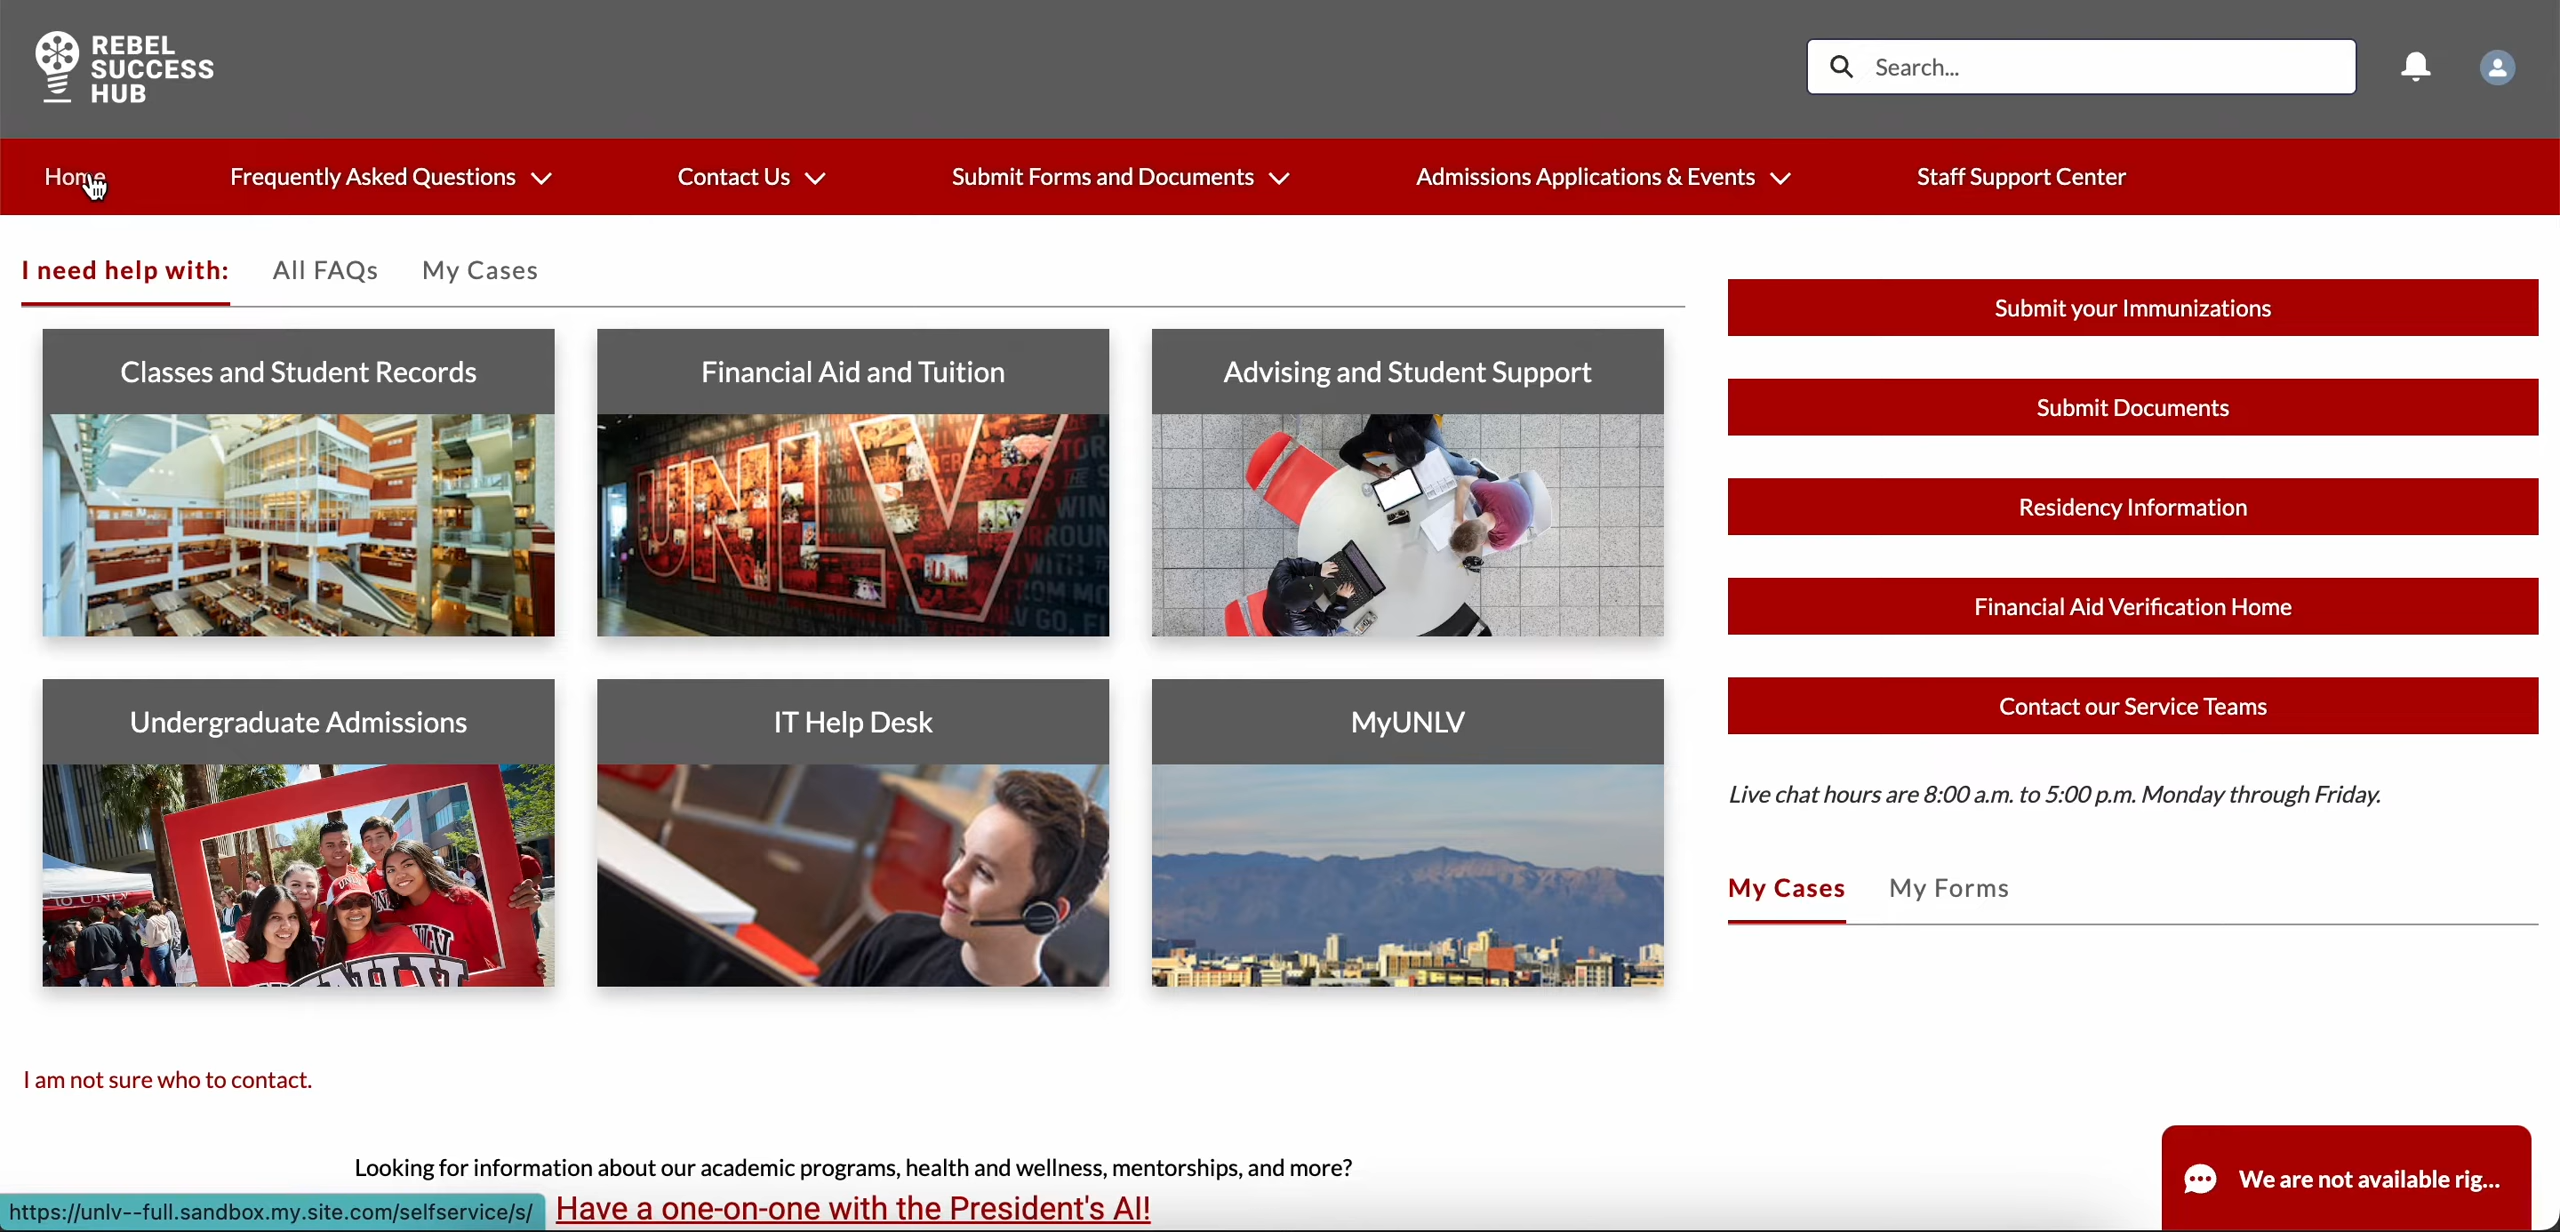 REBEL
SUCCESS
HUB
Search...
Home
Frequently Asked Questions
Contact Us
Submit Forms and Documents
Admissions Applications & Events
Staff Support Center
I need help with:
All FAQs
My Cases
Classes and Student Records
Financial Aid and Tuition
UNLV
Advising and Student Support
Undergraduate Admissions
IT Help Desk
MyUNLV
Submit your Immunizations
Submit Documents
Residency Information
Financial Aid Verification Home
Contact our Service Teams
Live chat hours are 8:00 a.m. to 5:00 p.m. Monday through Friday.
My Cases
My Forms
I am not sure who to contact.
Looking for information about our academic programs, health and wellness, mentorships, and more?
Have a one-on-one with the President's AI!
https://unlv--full.sandbox.my.site.com/selfservice/s/
We are not available rig...